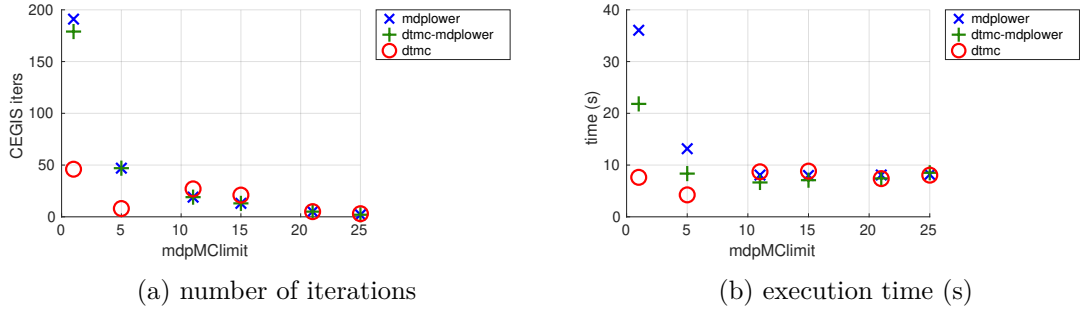 200
150
100
50
0
CEGIS iters
0 5 10 15 20 25
mdpMClimit
mdplower
dtmc-mdplower
dtmc
(a) number of iterations
40
30
20
10
0
time (s)
0 5 10 15 20 25
mdpMClimit
mdplower
dtmc-mdplower
dtmc
(b) execution time (s)